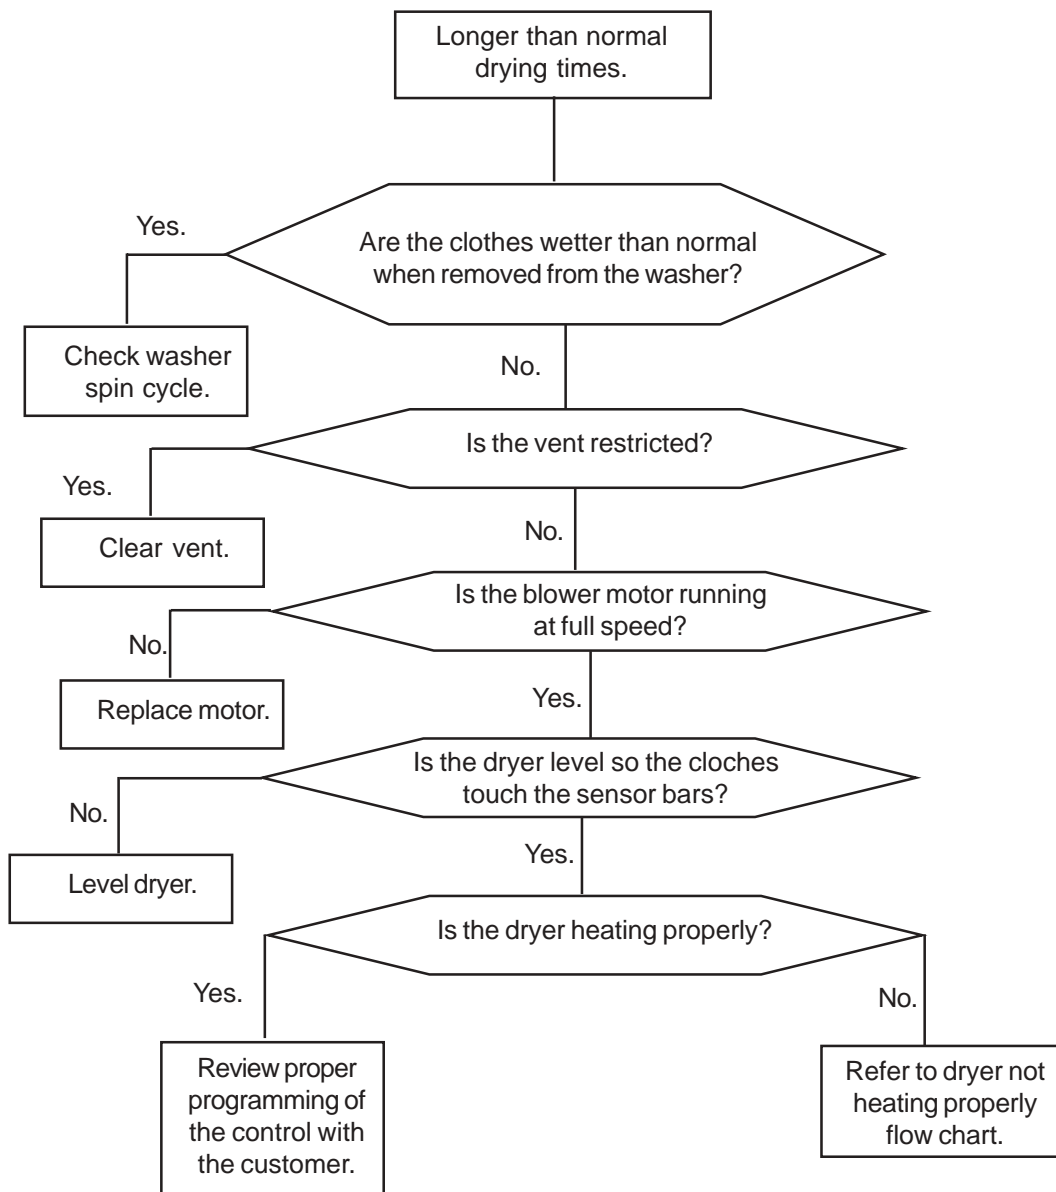 Longer than normal
drying times.
Yes.
Are the clothes wetter than normal
when removed from the washer?
Check washer
spin cycle.
No.
Is the vent restricted?
Yes.
Clear vent.
No.
Is the blower motor running
at full speed?
No.
Replace motor.
Yes.
Is the dryer level so the cloches
touch the sensor bars?
No.
Level dryer.
Yes.
Is the dryer heating properly?
Yes.
No.
Review proper
programming of
the control with
the customer.
Refer to dryer not
heating properly
flow chart.